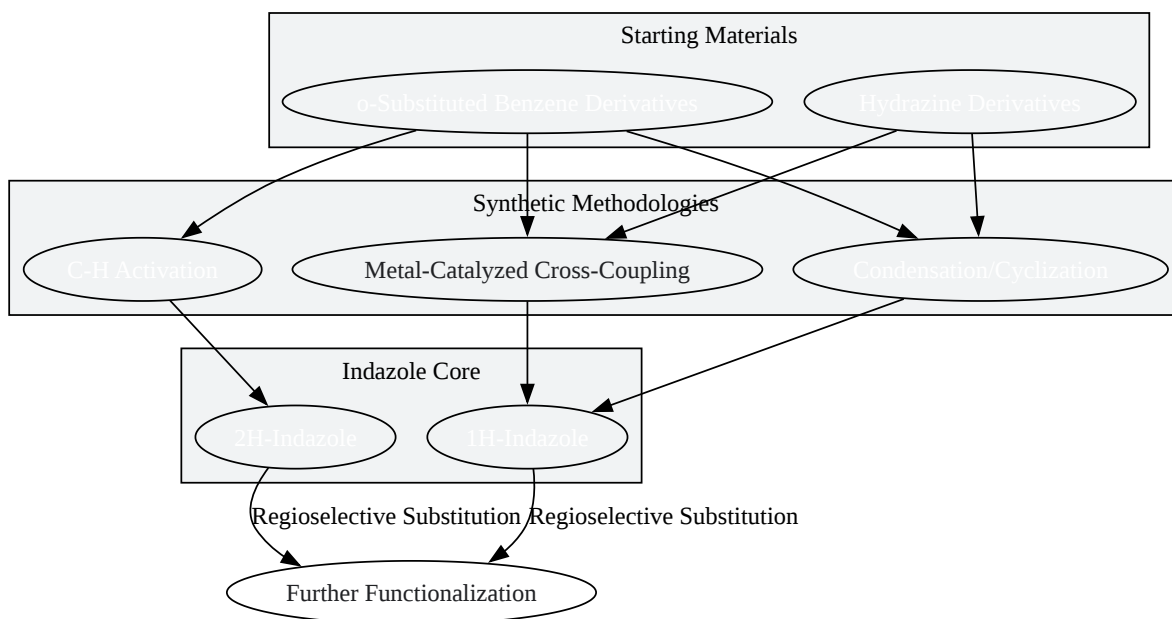 Starting Materials
o-Substituted Benzene Derivatives
Hydrazine Derivatives
Synthetic Methodologies
C-H Activation
Metal-Catalyzed Cross-Coupling
Condensation/Cyclization
Indazole Core
2H-Indazole
1H-Indazole
Regioselective Substitution
Regioselective Substitution
Further Functionalization